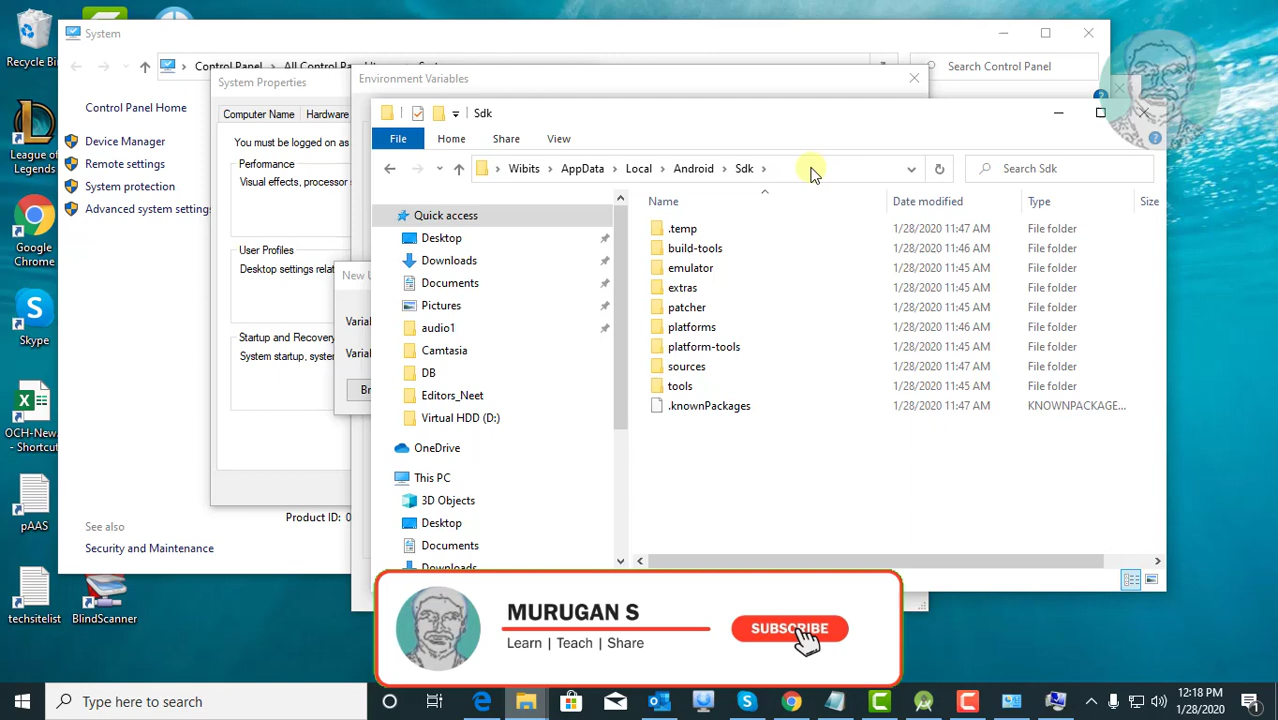 System
Recycle Bin
Control Panel
All Control Pa
Search Control Panel
Control Panel Home
Device Manager
Remote settings
System protection
Advanced system settings
See also
Security and Maintenance
System Properties
Computer Name
Hardware
You must be logged on as
Performance
Visual effects, processor s
User Profiles
Desktop settings relat
Startup and Recovery
System startup, system
Product ID: 0
Environment Variables
New U
Variab
Variab
Br
Sdk
File
Home
Share
View
Wibits > AppData > Local > Android > Sdk >
Search Sdk
Quick access
Desktop
Downloads
Documents
Pictures
audio1
Camtasia
DB
Editors_Neet
Virtual HDD (D:)
OneDrive
This PC
3D Objects
Desktop
Documents
Downloads
Name Date modified Type Size
.temp 1/28/2020 11:47 AM File folder
build-tools 1/28/2020 11:46 AM File folder
emulator 1/28/2020 11:45 AM File folder
extras 1/28/2020 11:45 AM File folder
patcher 1/28/2020 11:45 AM File folder
platforms 1/28/2020 11:46 AM File folder
platform-tools 1/28/2020 11:45 AM File folder
sources 1/28/2020 11:47 AM File folder
tools 1/28/2020 11:45 AM File folder
.knownPackages 1/28/2020 11:47 AM KNOWNPACKAGE...
League of
Legends
Google
Chrome
Skype
OCH-New...
- Shortcut
pAAS
techsitelist
BlindScanner
MURUGAN S
Learn | Teach | Share
SUBSCRIBE
Type here to search
12:18 PM
1/28/2020